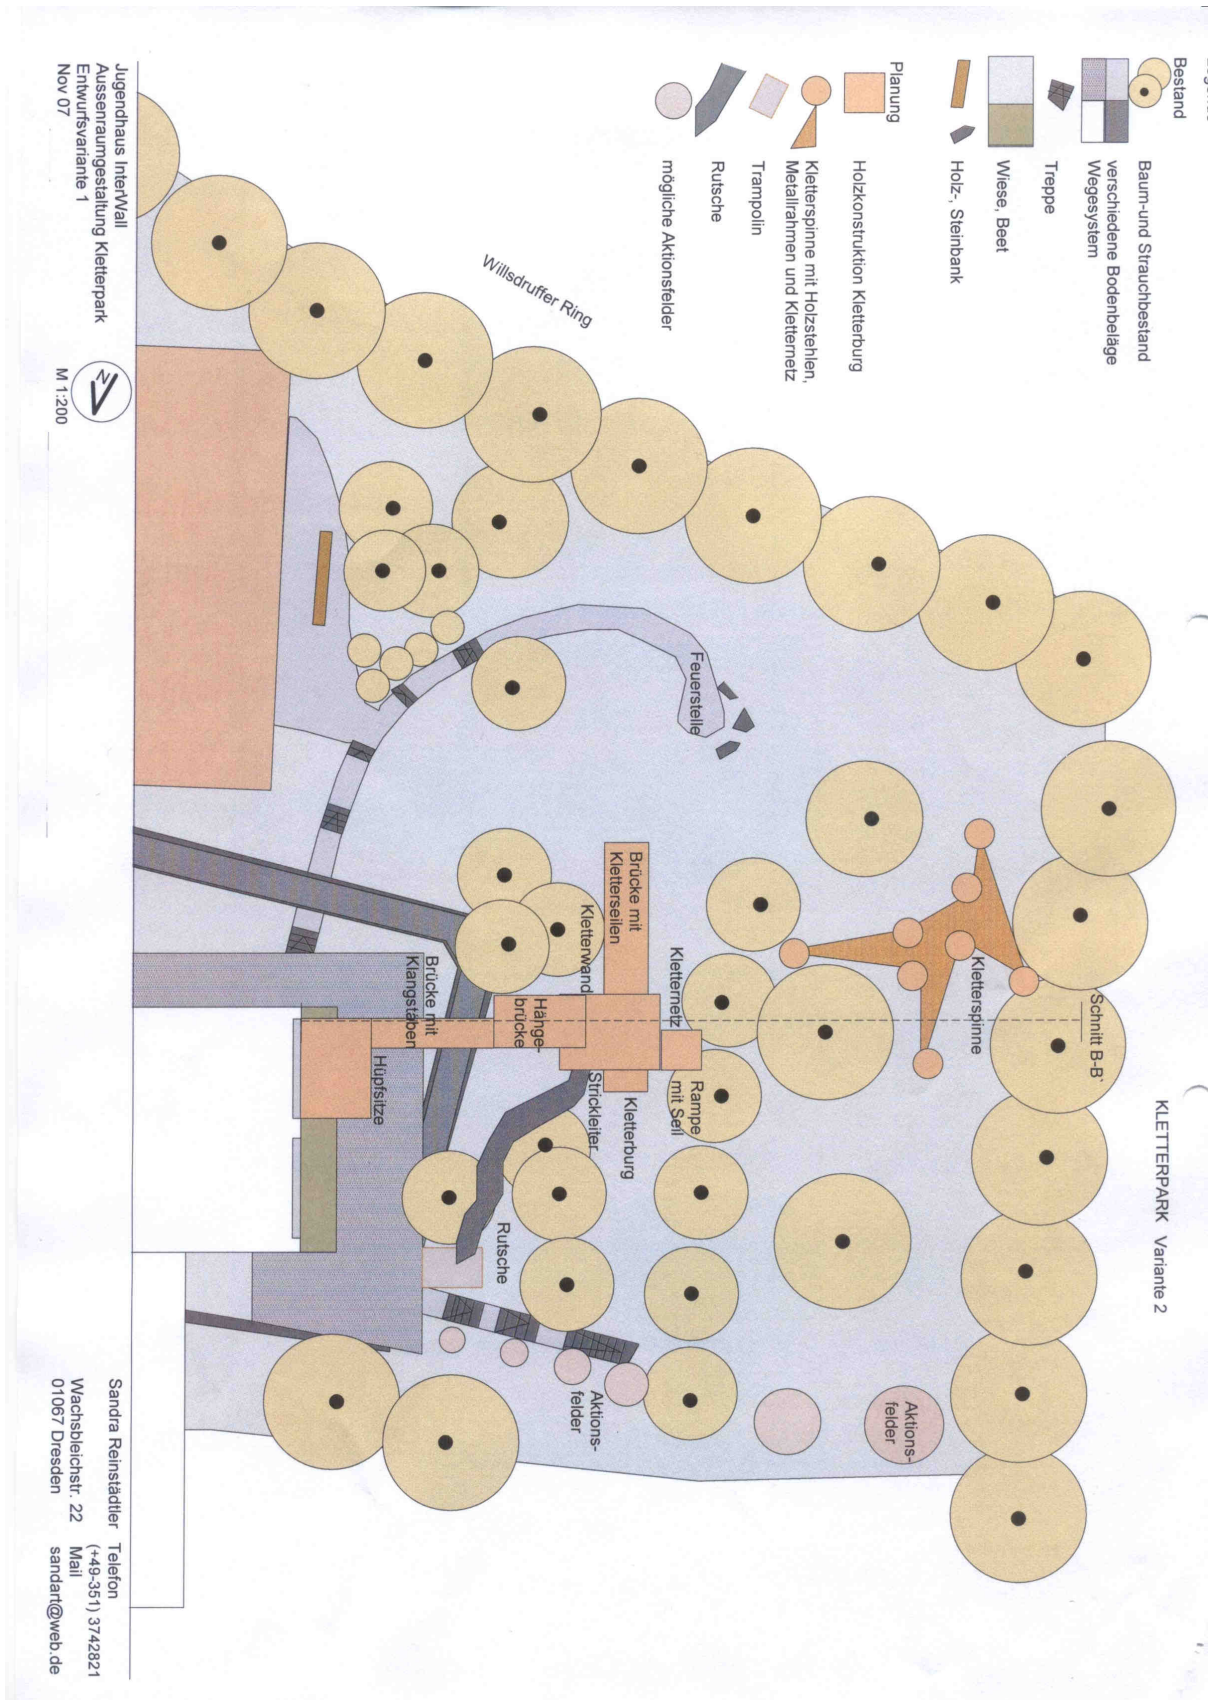 KLETTERPARK Variante 2
Bestand
Baum-und Strauchbestand
verschiedene Bodenbeläge
Wegesystem
Treppe
Wiese, Beet
Holz-, Steinbank
Planung
Holzkonstruktion Kletterburg
Kletterspinne mit Holzstehlen,
Metallrahmen und Kletternetz
Trampolin
Rutsche
mögliche Aktionsfelder
Willsdruffer Ring
Schnitt B-B'
Kletterspinne
Feuerstelle
Brücke mit
Kletterseilen
Kletternetz
Kletterwand
Rampe
mit Seil
Kletterburg
Strickleiter
Hänge-
brücke
Brücke mit
Klangstäben
Hüpfsitze
Rutsche
Aktions-
felder
Aktions-
felder
Jugendhaus InterWall
Aussenraumgestaltung Kletterpark
Entwurfsvariante 1
Nov 07
N
M 1:200
Sandra Reinstädtler Telefon
(+49-351) 3742821
Wachsbleichstr. 22 Mail
01067 Dresden sandart@web.de